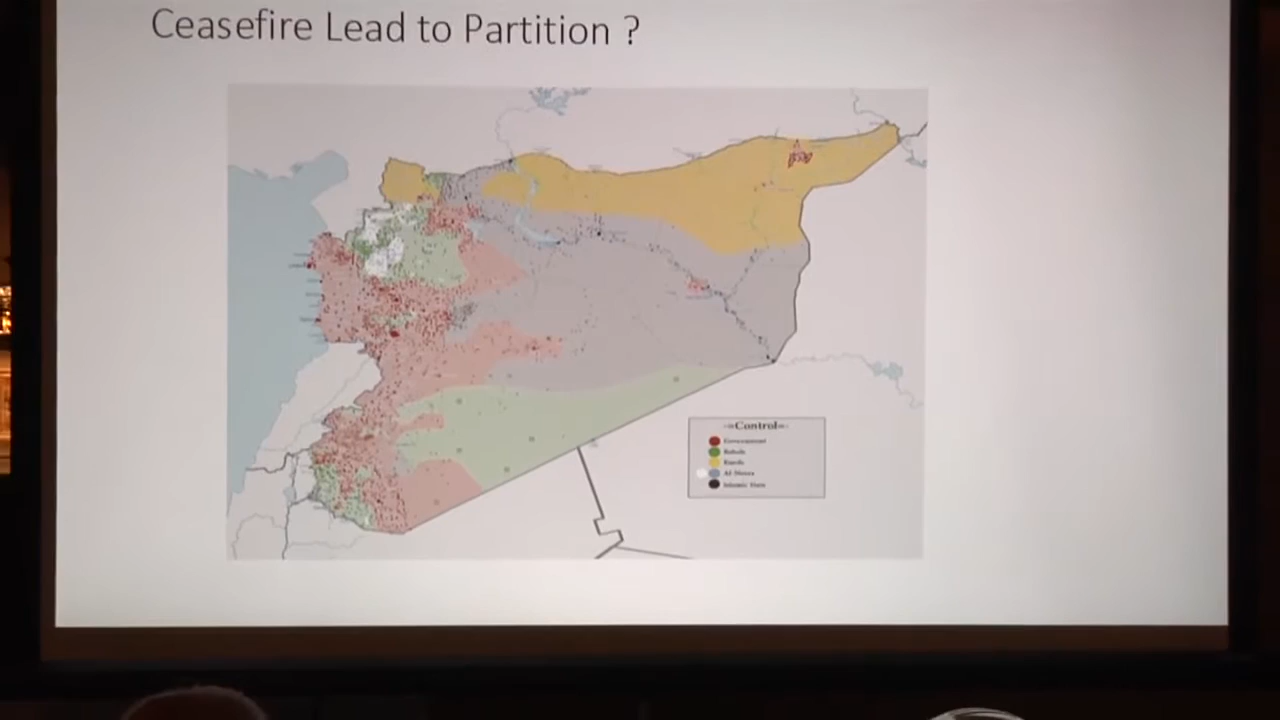 Ceasefire Lead to Partition ?
Control
Government
Rebels
Kurds
Al-Nusra
Islamic State